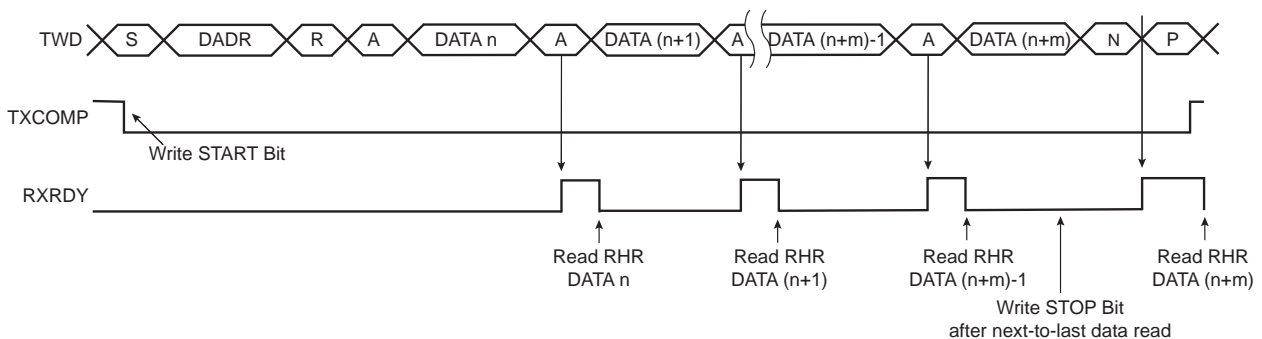 TWD S DADR R A DATA n A DATA (n+1) A DATA (n+m)-1 A DATA (n+m) N P
TXCOMP
Write START Bit
RXRDY
Read RHR Read RHR Read RHR Read RHR
DATA n DATA (n+1) DATA (n+m)-1 DATA (n+m)
Write STOP Bit
after next-to-last data read